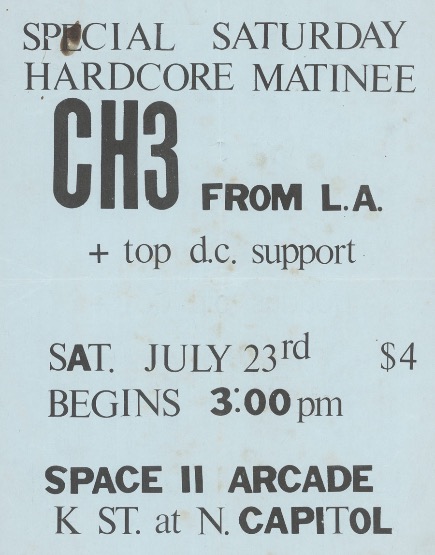 SPECIAL SATURDAY
HARDCORE MATINEE
CH3 FROM L.A.
+ top d.c. support
SAT. JULY 23rd $4
BEGINS 3:00 pm
SPACE II ARCADE
K ST. at N. CAPITOL